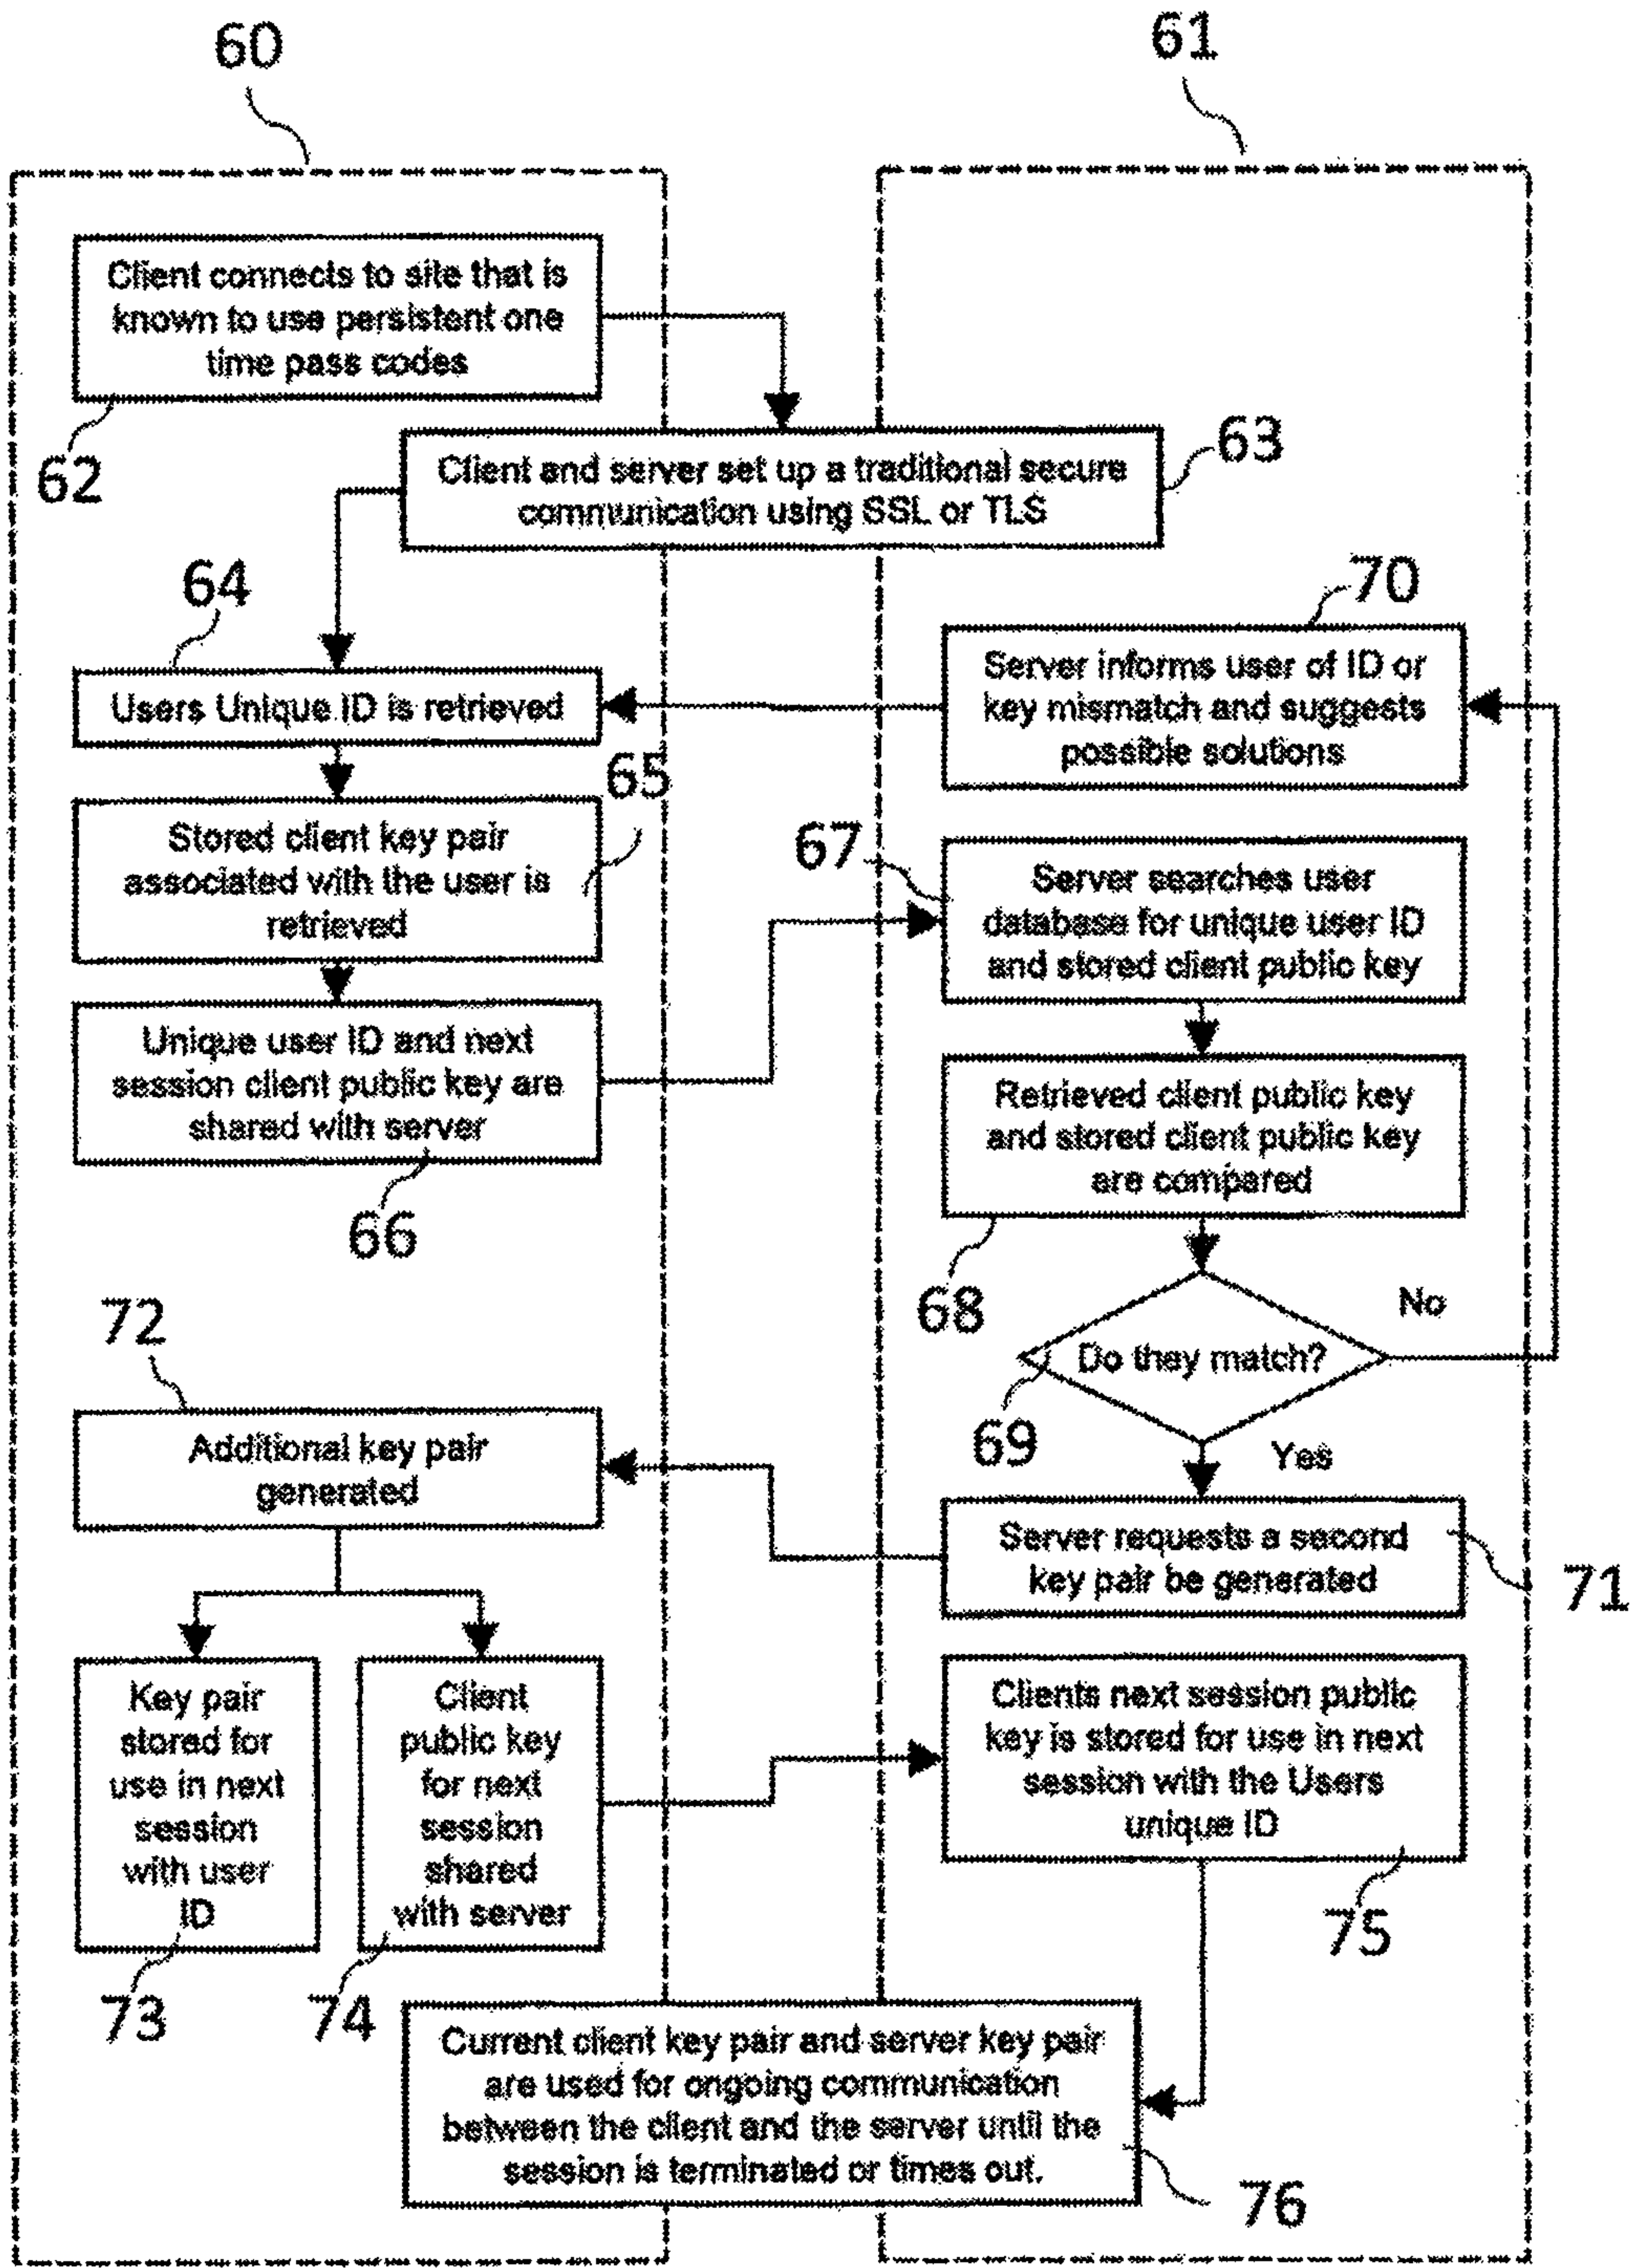 60
61
Client connects to site that is
known to use persistent one
time pass codes
62
Client and server set up a traditional secure
communication using SSL or TLS
63
64
Users Unique ID is retrieved
70
Server informs user of ID or
key mismatch and suggests
possible solutions
65
Stored client key pair
associated with the user is
retrieved
67
Server searches user
database for unique user ID
and stored client public key
Unique user ID and next
session client public key are
shared with server
66
Retrieved client public key
and stored client public key
are compared
68
Do they match?
No
69
Yes
72
Additional key pair
generated
Server requests a second
key pair be generated
71
Key pair
stored for
use in next
session
with user
ID
73
Client
public key
for next
session
shared
with server
74
Clients next session public
key is stored for use in next
session with the Users
unique ID
75
Current client key pair and server key pair
are used for ongoing communication
between the client and the server until the
session is terminated or times out.
76